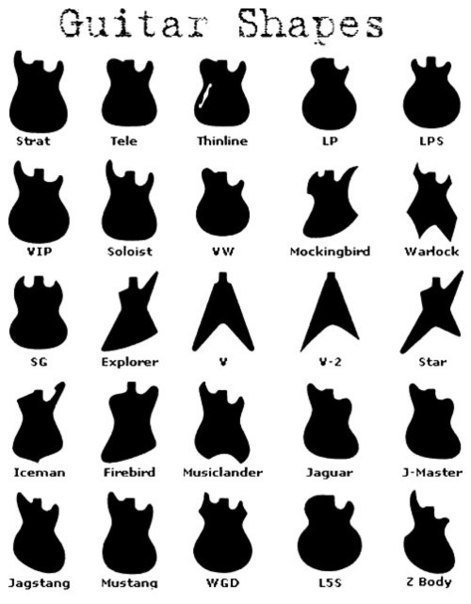 Guitar Shapes
Strat Tele Thinline LP LPS
VIP Soloist VW Mockingbird Warlock
SG Explorer V V-2 Star
Iceman Firebird Musiclander Jaguar J-Master
Jagstang Mustang WGD L5S Z Body